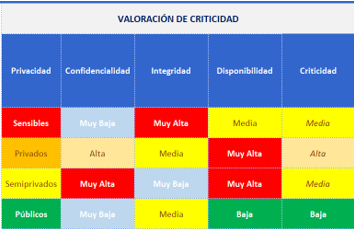 VALORACIÓN DE CRITICIDAD
Privacidad Confidencialidad Integridad Disponibilidad Criticidad
Sensibles Muy Baja Muy Alta Media Media
Privados Alta Media Muy Alta Alta
Semiprivados Muy Alta Muy Baja Muy Alta Media
Públicos Muy Baja Media Baja Baja